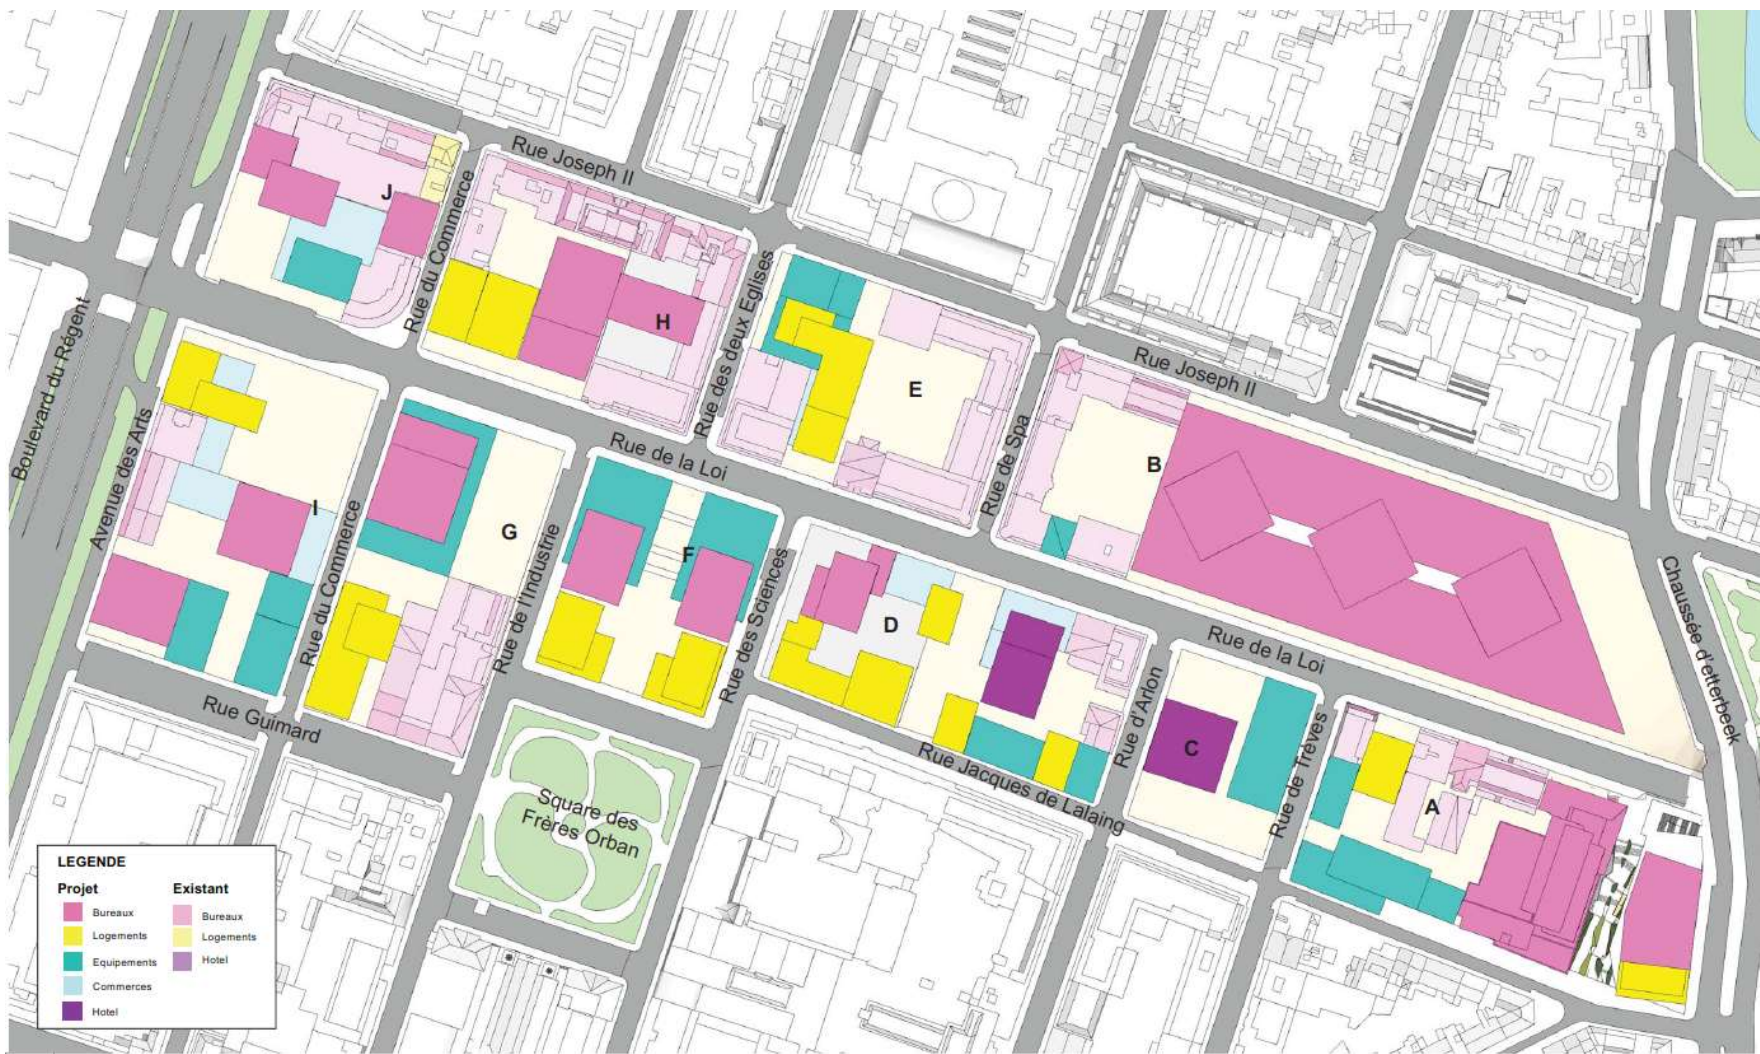 Rue Joseph II
J
Rue du Commerce
H
Rue des deux Eglises
E
Rue Joseph II
Boulevard du Régent
Avenue des Arts
Rue de la Loi
Rue de Spa
B
I
G
F
Rue du Commerce
Rue de l'Industrie
Rue des Sciences
D
Rue de la Loi
Chaussée d'etterbeek
Rue Guimard
Rue d'Arlon
C
Rue de Trèves
Rue Jacques de Lalaing
A
Square des
Frères Orban
LEGENDE
Projet
Bureaux
Logements
Equipements
Commerces
Hotel
Existant
Bureaux
Logements
Hotel